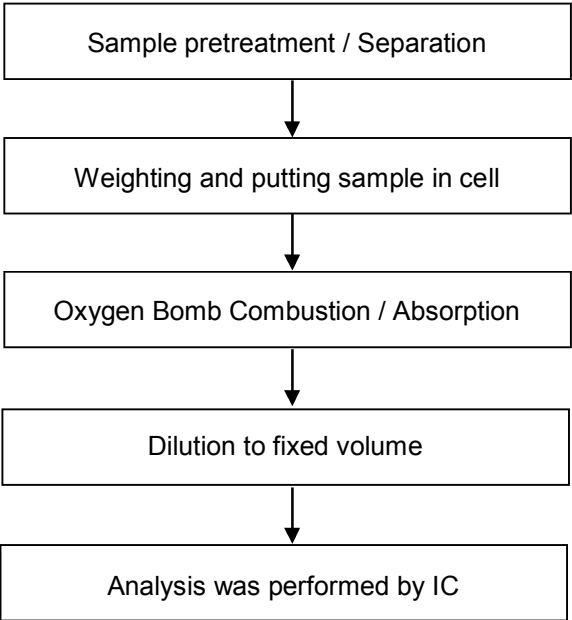 Sample pretreatment / Separation
Weighting and putting sample in cell
Oxygen Bomb Combustion / Absorption
Dilution to fixed volume
Analysis was performed by IC